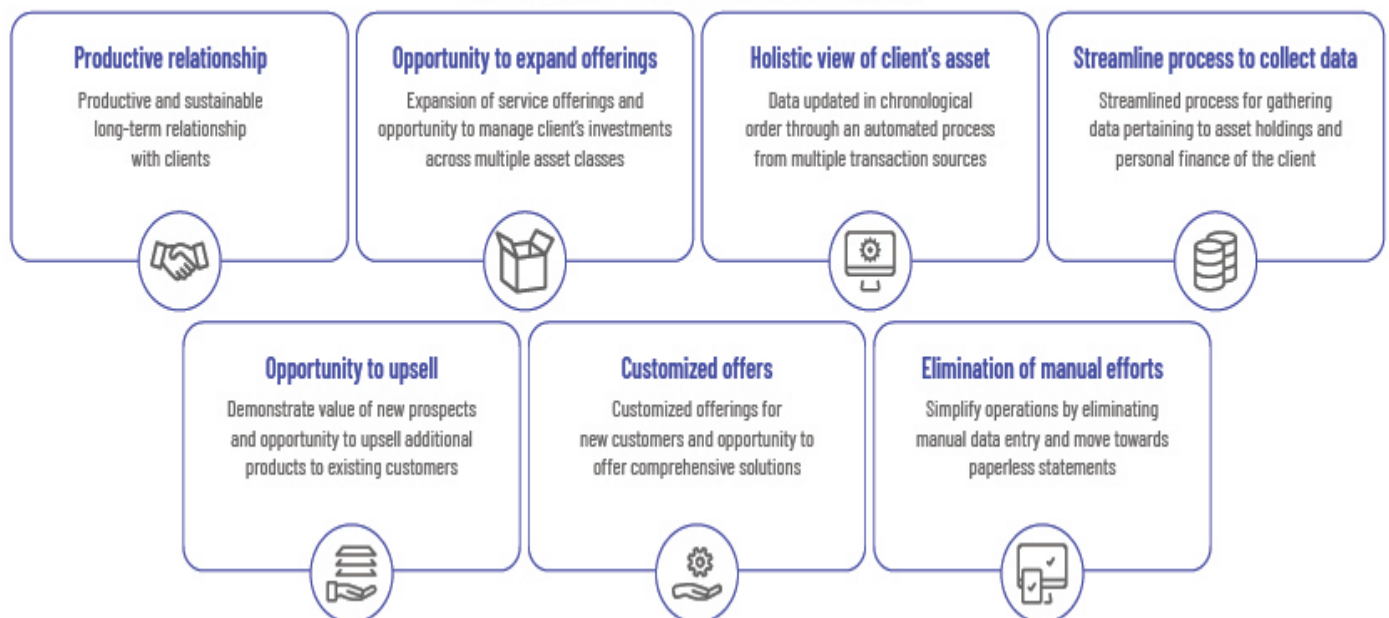 Productive relationship
Productive and sustainable
long-term relationship
with clients
Opportunity to expand offerings
Expansion of service offerings and
opportunity to manage client's investments
across multiple asset classes
Holistic view of client's asset
Data updated in chronological
order through an automated process
from multiple transaction sources
Streamline process to collect data
Streamlined process for gathering
data pertaining to asset holdings and
personal finance of the client
Opportunity to upsell
Demonstrate value of new prospects
and opportunity to upsell additional
products to existing customers
Customized offers
Customized offerings for
new customers and opportunity to
offer comprehensive solutions
Elimination of manual efforts
Simplify operations by eliminating
manual data entry and move towards
paperless statements